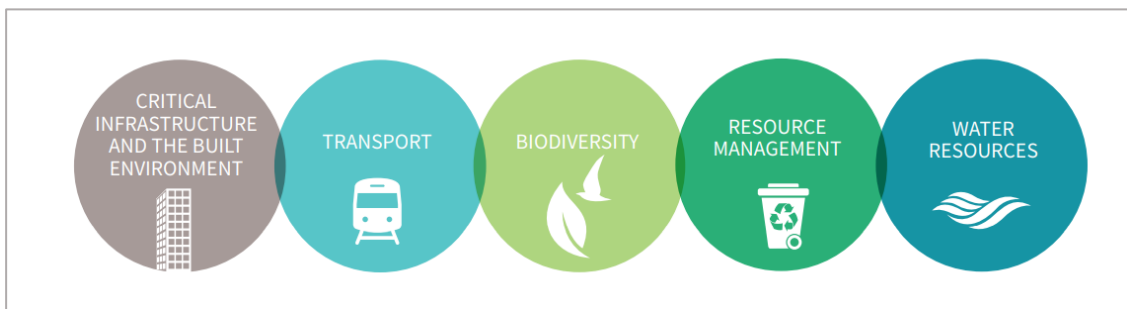 CRITICAL
INFRASTRUCTURE
AND THE BUILT
ENVIRONMENT
TRANSPORT
BIODIVERSITY
RESOURCE
MANAGEMENT
WATER
RESOURCES